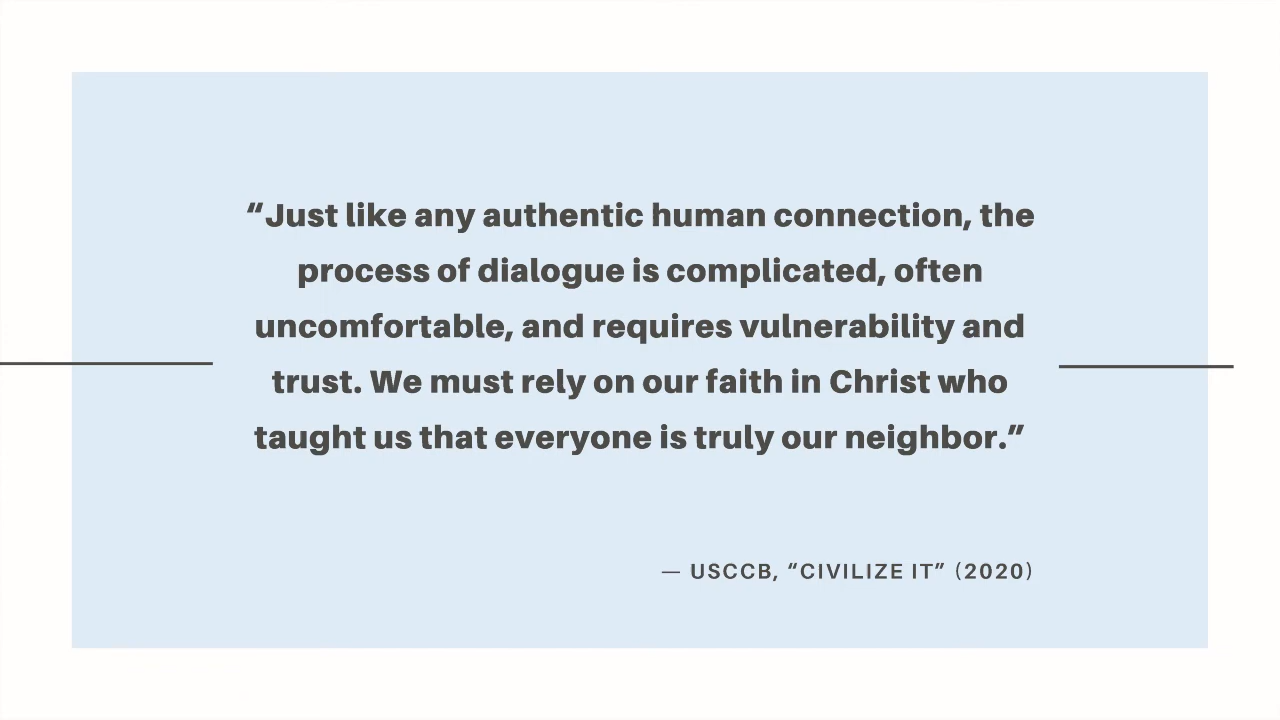 “Just like any authentic human connection, the
process of dialogue is complicated, often
uncomfortable, and requires vulnerability and
trust. We must rely on our faith in Christ who
taught us that everyone is truly our neighbor.”
— USCCB, “CIVILIZE IT” (2020)